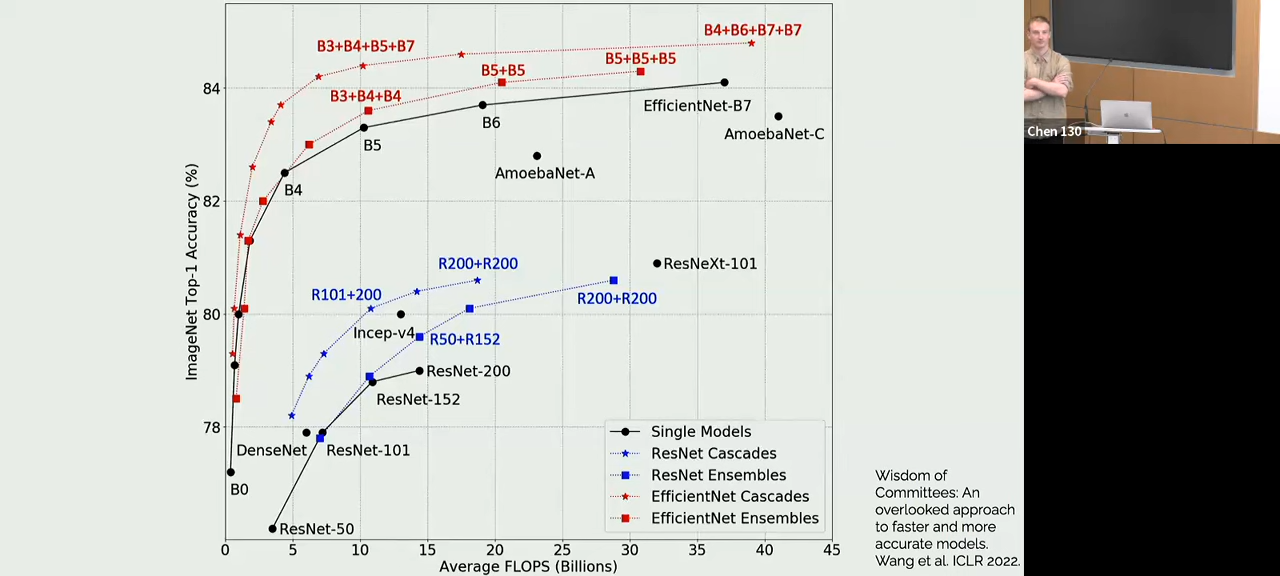 B3+B4+B5+B7
B4+B6+B7+B7
B5+B5
B5+B5+B5
84
B3+B4+B4
EfficientNet-B7
B6
AmoebaNet-C
B5
AmoebaNet-A
B4
82
ImageNet Top-1 Accuracy (%)
R200+R200
ResNeXt-101
R101+200
R200+R200
80
Incep-v4
R50+R152
ResNet-200
ResNet-152
78
DenseNet
ResNet-101
B0
ResNet-50
Single Models
ResNet Cascades
ResNet Ensembles
EfficientNet Cascades
EfficientNet Ensembles
0 5 10 15 20 25 30 35 40 45
Average FLOPS (Billions)
Wisdom of
Committees: An
overlooked approach
to faster and more
accurate models.
Wang et al. ICLR 2022.
Chen 130